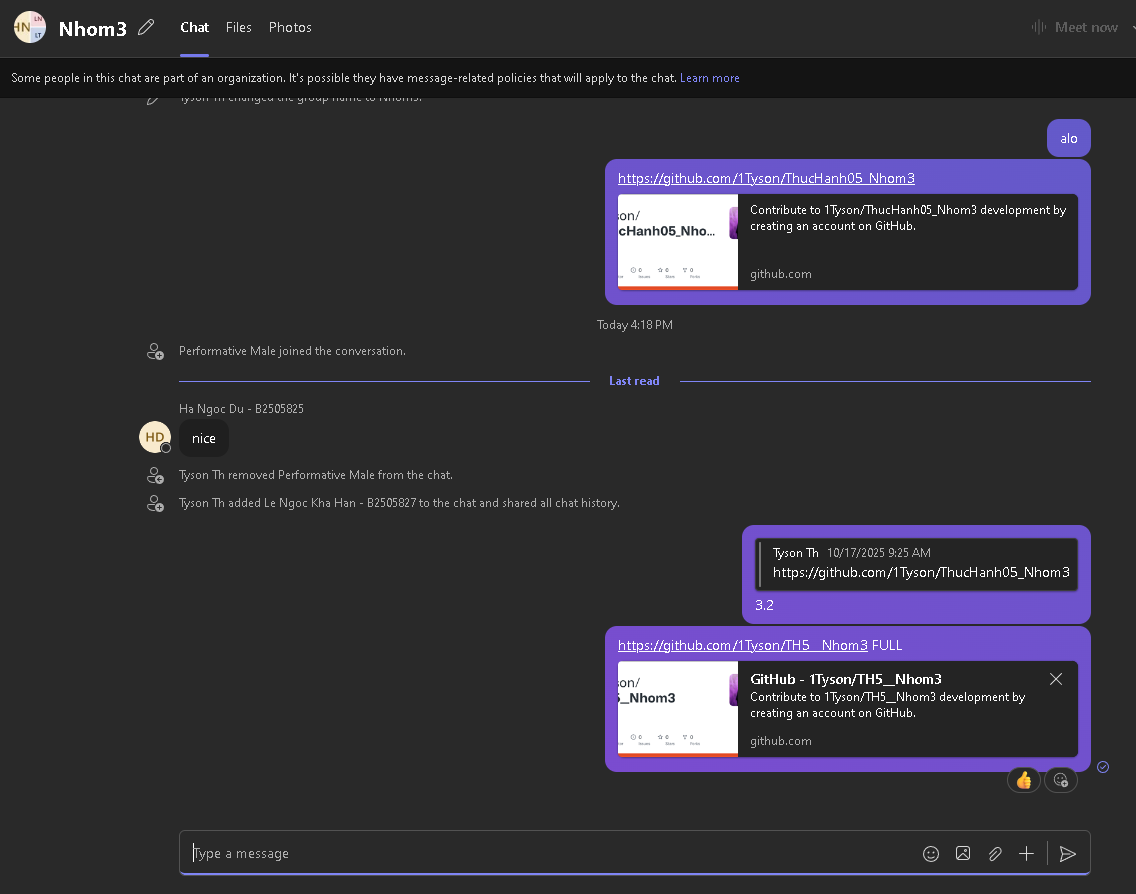 HN
LN
LT
Nhom3
Chat
Files
Photos
Meet now
Some people in this chat are part of an organization. It's possible they have message-related policies that will apply to the chat. Learn more
Tyson Th changed the group name to Nhom3.
alo
https://github.com/1Tyson/ThucHanh05_Nhom3
son/
cHanh05_Nho...
Contribute to 1Tyson/ThucHanh05_Nhom3 development by
creating an account on GitHub.
github.com
Today 4:18 PM
Performative Male joined the conversation.
Last read
Ha Ngoc Du - B2505825
HD
nice
Tyson Th removed Performative Male from the chat.
Tyson Th added Le Ngoc Kha Han - B2505827 to the chat and shared all chat history.
Tyson Th 10/17/2025 9:25 AM
https://github.com/1Tyson/ThucHanh05_Nhom3
3.2
https://github.com/1Tyson/TH5__Nhom3 FULL
son/
5__Nhom3
GitHub - 1Tyson/TH5__Nhom3
Contribute to 1Tyson/TH5__Nhom3 development by
creating an account on GitHub.
github.com
Type a message